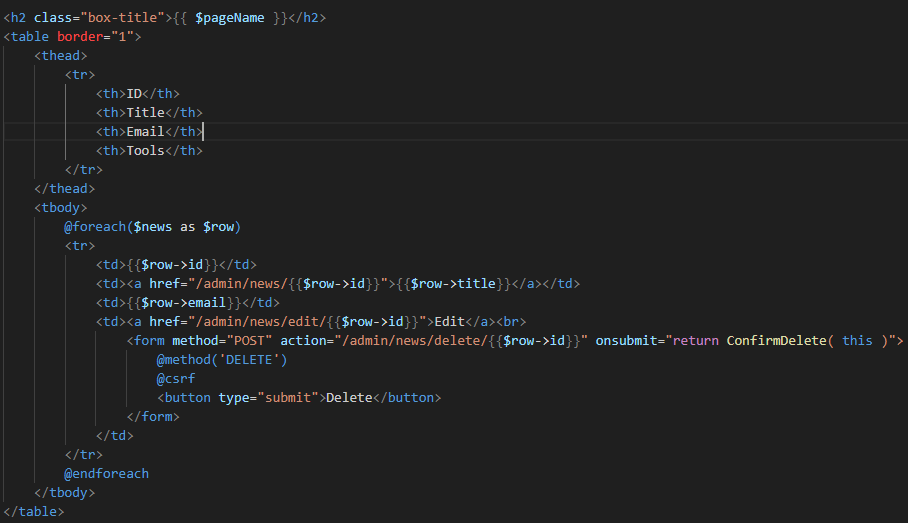 <h2 class="box-title">{{ $pageName }}</h2>
<table border="1">
    <thead>
        <tr>
            <th>ID</th>
            <th>Title</th>
            <th>Email</th>
            <th>Tools</th>
        </tr>
    </thead>
    <tbody>
        @foreach($news as $row)
        <tr>
            <td>{{$row->id}}</td>
            <td><a href="/admin/news/{{$row->id}}">{{$row->title}}</a></td>
            <td>{{$row->email}}</td>
            <td><a href="/admin/news/edit/{{$row->id}}">Edit</a><br>
                <form method="POST" action="/admin/news/delete/{{$row->id}}" onsubmit="return ConfirmDelete( this )">
                    @method('DELETE')
                    @csrf
                    <button type="submit">Delete</button>
                </form>
            </td>
        </tr>
        @endforeach
    </tbody>
</table>